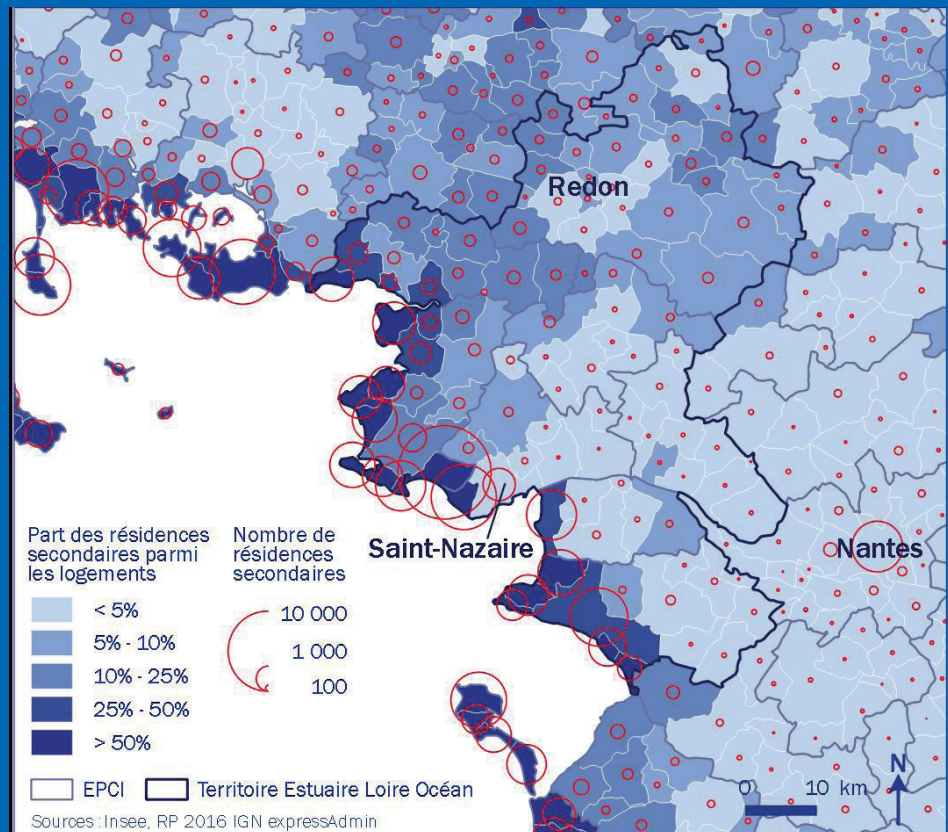 Redon
Saint-Nazaire
Nantes
Part des résidences
secondaires parmi
les logements
< 5%
5% - 10%
10% - 25%
25% - 50%
> 50%
Nombre de
résidences
secondaires
10 000
1 000
100
EPCI
Territoire Estuaire Loire Océan
0 10 km
N
Sources : Insee, RP 2016 IGN expressAdmin